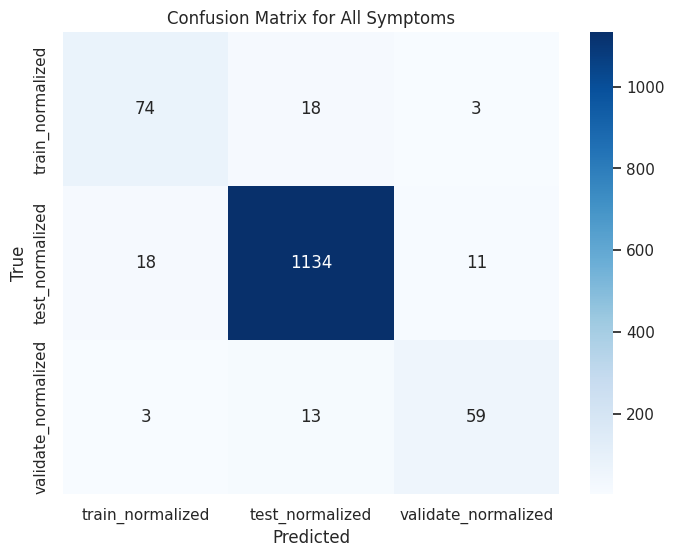 Confusion Matrix for All Symptoms
True
train_normalized
74 18 3
test_normalized
18 1134 11
validate_normalized
3 13 59
train_normalized test_normalized validate_normalized
Predicted
1000
800
600
400
200